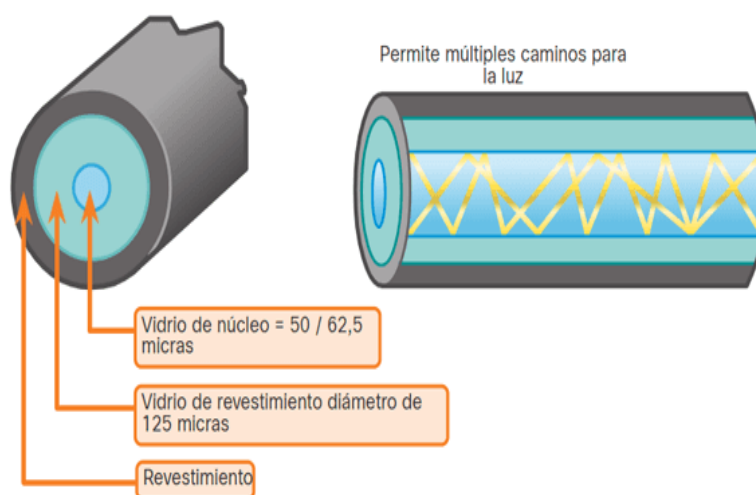 Permite múltiples caminos para
la luz
Vidrio de núcleo = 50 / 62,5
micras
Vidrio de revestimiento diámetro de
125 micras
Revestimiento